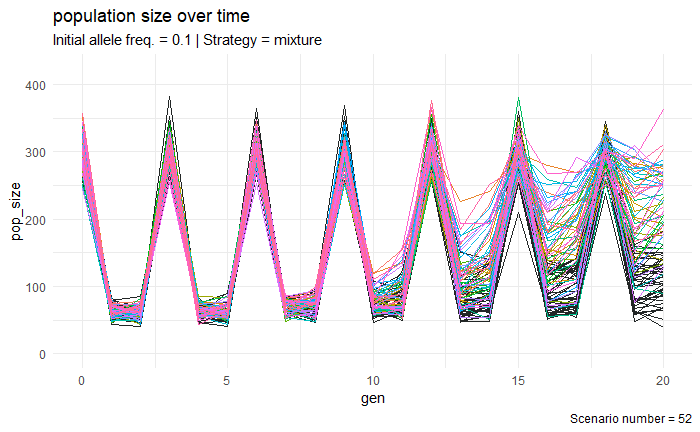 population size over time
Initial allele freq. = 0.1 | Strategy = mixture
pop_size
400
300
200
100
0
0
5
10
15
20
gen
Scenario number = 52